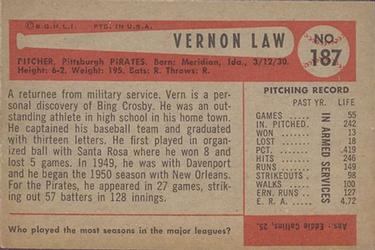 © B.G.H.L.I. PTD. IN U.S.A.
VERNON LAW
NO.
187
PITCHER, Pittsburgh PIRATES. Born: Meridian, Ida., 3/12/30.
Height: 6-2. Weight: 195. Bats: R. Throws: R.
A returnee from military service. Vern is a personal
discovery of Bing Crosby. He was an outstanding
athlete in high school in his home town.
He captained his baseball team and graduated
with thirteen letters. He first played in organized
ball with Santa Rosa where he won 8 and
lost 5 games. In 1949, he was with Davenport
and he began the 1950 season with New Orleans.
For the Pirates, he appeared in 27 games, striking
out 57 batters in 128 innings.
Who played the most seasons in the major leagues?
PITCHING RECORD
PAST YR. LIFE
GAMES 55
IN. PITCHED 242
WON 13
LOST 18
PCT. .419
HITS 246
RUNS 149
STRIKEOUTS 98
WALKS 100
ERN. RUNS 127
E.R.A. 4.72
IN ARMED SERVICES
Ans: Eddie Collins, 25.